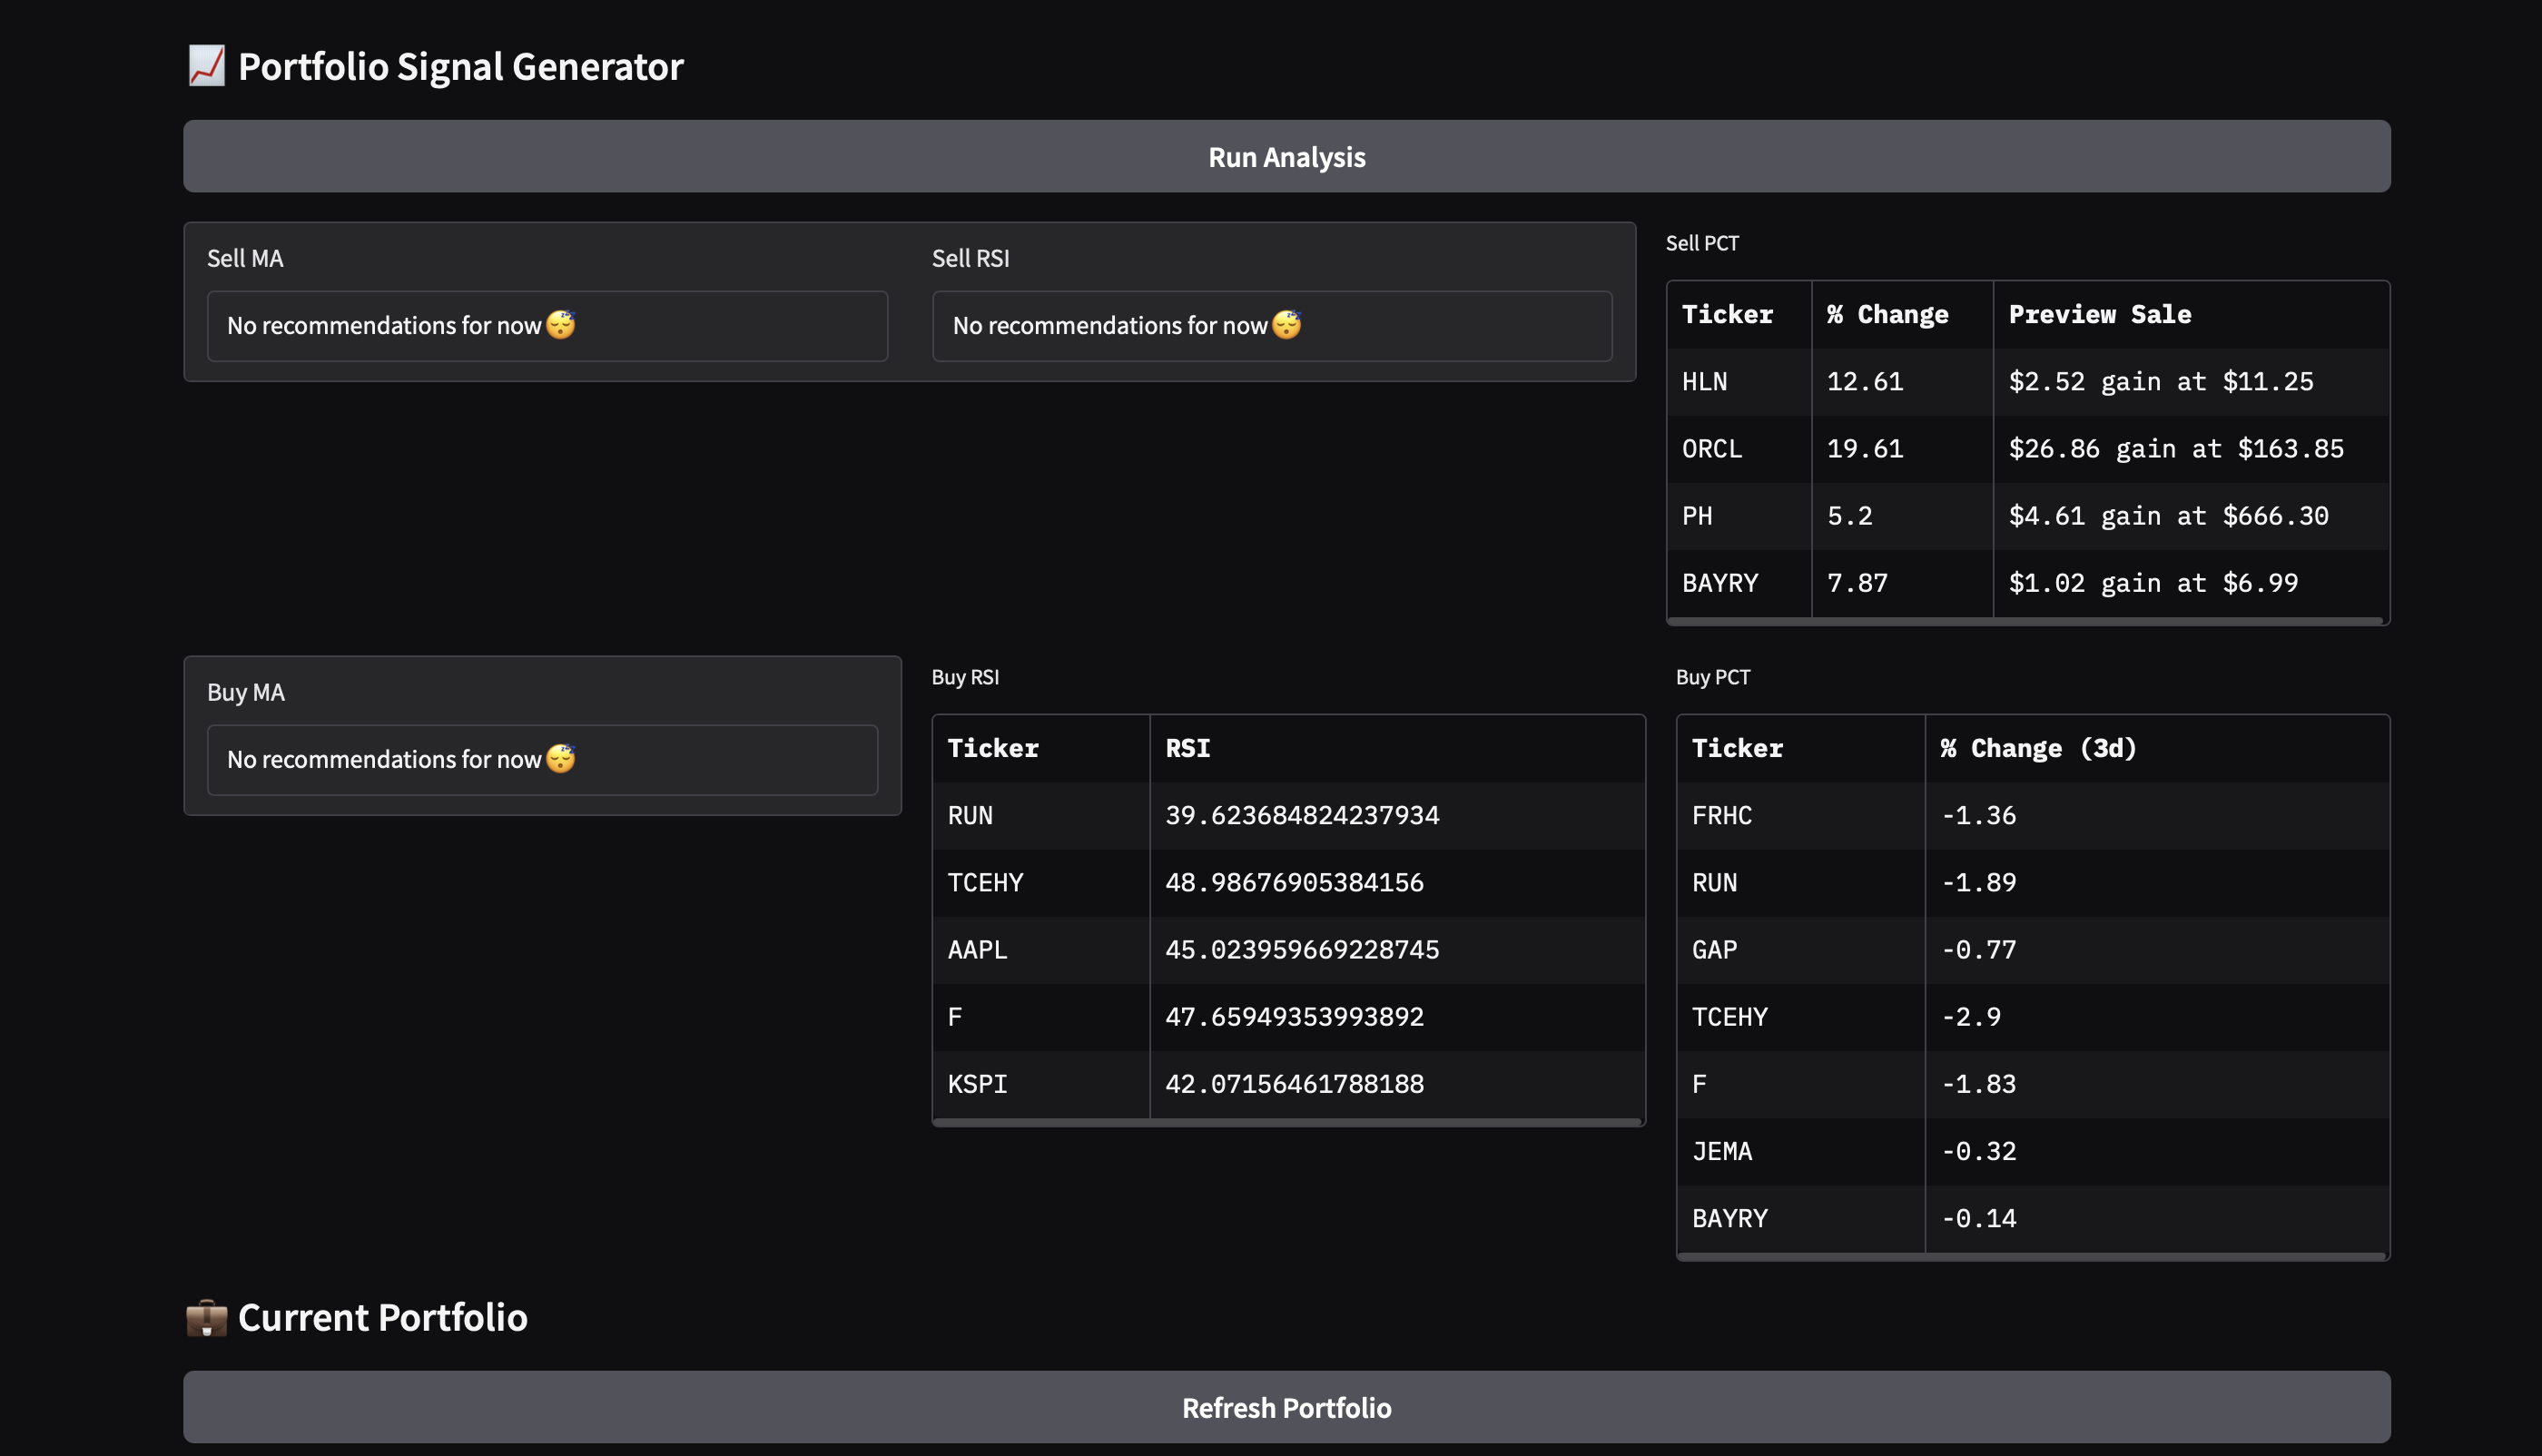 📈 Portfolio Signal Generator
Run Analysis
Sell MA
No recommendations for now😴
Sell RSI
No recommendations for now😴
Sell PCT
Ticker % Change Preview Sale
HLN 12.61 $2.52 gain at $11.25
ORCL 19.61 $26.86 gain at $163.85
PH 5.2 $4.61 gain at $666.30
BAYRY 7.87 $1.02 gain at $6.99
Buy MA
No recommendations for now😴
Buy RSI
Ticker RSI
RUN 39.623684824237934
TCEHY 48.98676905384156
AAPL 45.023959669228745
F 47.65949353993892
KSPI 42.07156461788188
Buy PCT
Ticker % Change (3d)
FRHC -1.36
RUN -1.89
GAP -0.77
TCEHY -2.9
F -1.83
JEMA -0.32
BAYRY -0.14
💼 Current Portfolio
Refresh Portfolio